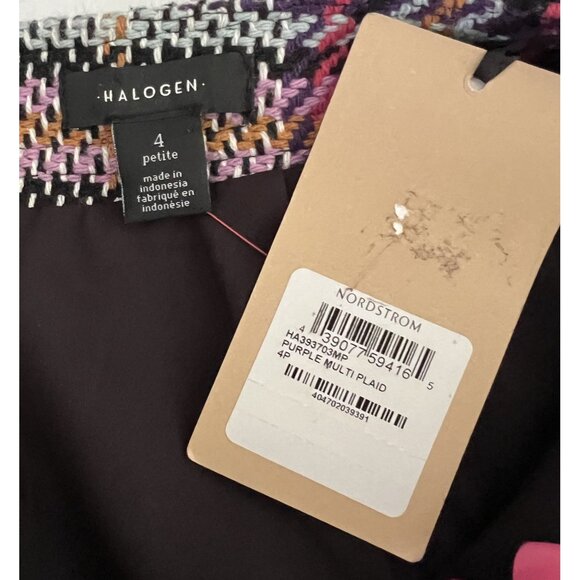 ·HALOGEN·
4
petite
made in
indonesia
fabriqué en
indonésie
NORDSTROM
4 39077 59416 5
HA393703MP
PURPLE MULTI PLAID
4P
404702039391